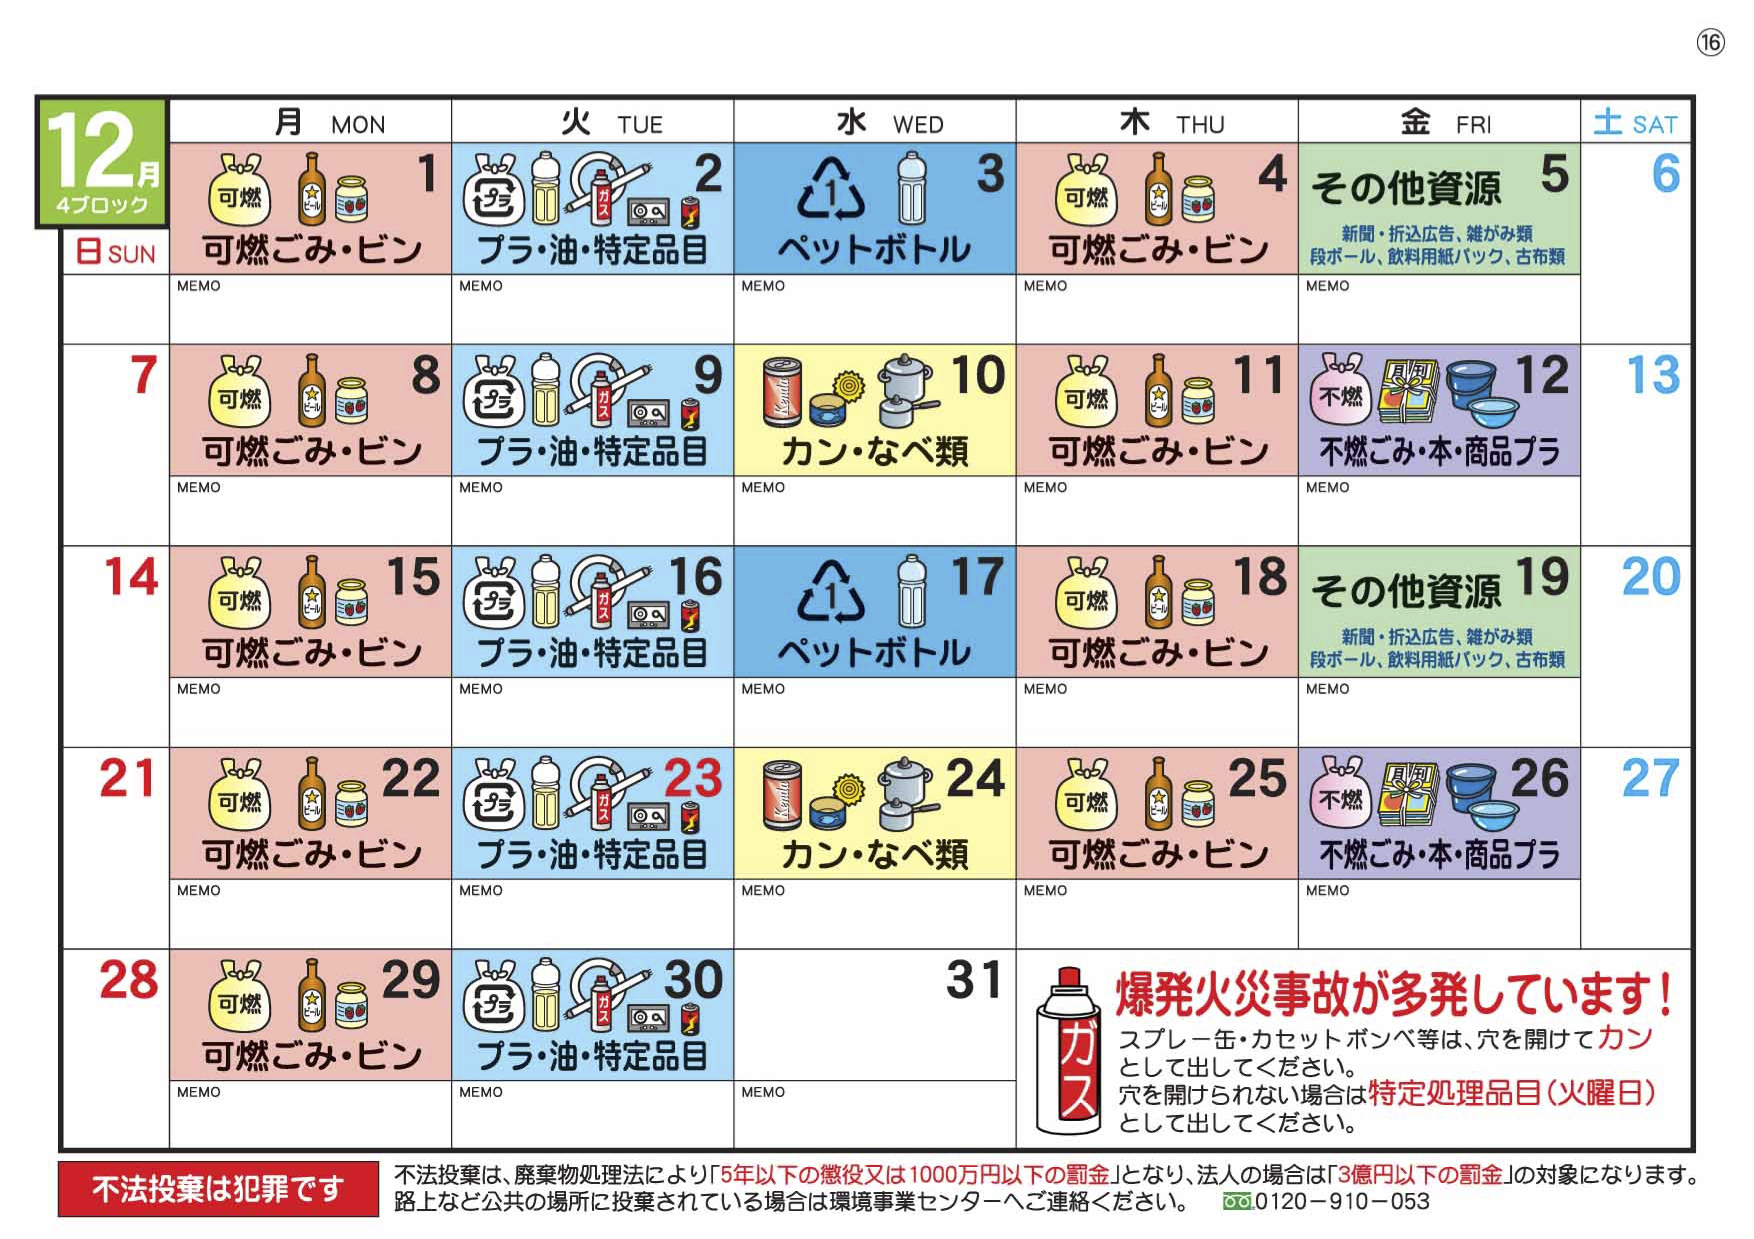 ⑯
12月
4ブロック
月 MON 火 TUE 水 WED 木 THU 金 FRI 土 SAT
日 SUN
可燃 ビール 1
可燃ごみ・ビン
プラ ガス 2
プラ・油・特定品目
1 3
ペットボトル
可燃 ビール 4
可燃ごみ・ビン
その他資源 5
新聞・折込広告、雑がみ類
段ボール、飲料用紙パック、古布類
6
MEMO MEMO MEMO MEMO MEMO
7
可燃 ビール 8
可燃ごみ・ビン
プラ ガス 9
プラ・油・特定品目
10
カン・なべ類
可燃 ビール 11
可燃ごみ・ビン
不燃 月刊 12
不燃ごみ・本・商品プラ
13
MEMO MEMO MEMO MEMO MEMO
14
可燃 ビール 15
可燃ごみ・ビン
プラ ガス 16
プラ・油・特定品目
1 17
ペットボトル
可燃 ビール 18
可燃ごみ・ビン
その他資源 19
新聞・折込広告、雑がみ類
段ボール、飲料用紙パック、古布類
20
MEMO MEMO MEMO MEMO MEMO
21
可燃 ビール 22
可燃ごみ・ビン
プラ ガス 23
プラ・油・特定品目
24
カン・なべ類
可燃 ビール 25
可燃ごみ・ビン
不燃 月刊 26
不燃ごみ・本・商品プラ
27
MEMO MEMO MEMO MEMO MEMO
28
可燃 ビール 29
可燃ごみ・ビン
プラ ガス 30
プラ・油・特定品目
31
MEMO MEMO MEMO
ガス
爆発火災事故が多発しています！
スプレー缶・カセットボンベ等は、穴を開けてカン
として出してください。
穴を開けられない場合は特定処理品目（火曜日）
として出してください。
不法投棄は犯罪です
不法投棄は、廃棄物処理法により「5年以下の懲役又は1000万円以下の罰金」となり、法人の場合は「3億円以下の罰金」の対象になります。
路上など公共の場所に投棄されている場合は環境事業センターへご連絡ください。 0120－910－053